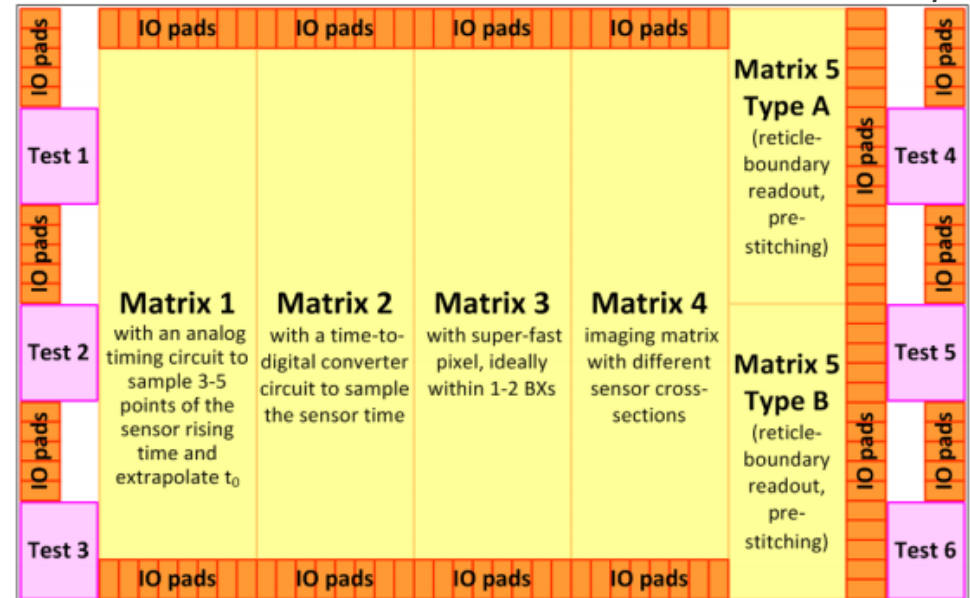 IO pads
Test 1
IO pads
Test 2
IO pads
Test 3
IO pads
IO pads
IO pads
IO pads
Matrix 1
with an analog
timing circuit to
sample 3-5
points of the
sensor rising
time and
extrapolate t₀
Matrix 2
with a time-to-
digital converter
circuit to sample
the sensor time
Matrix 3
with super-fast
pixel, ideally
within 1-2 BXs
Matrix 4
imaging matrix
with different
sensor cross-
sections
IO pads
IO pads
IO pads
IO pads
Matrix 5
Type A
(reticle-
boundary
readout,
pre-
stitching)
Matrix 5
Type B
(reticle-
boundary
readout,
pre-
stitching)
IO pads
IO pads
IO pads
Test 4
IO pads
Test 5
IO pads
Test 6